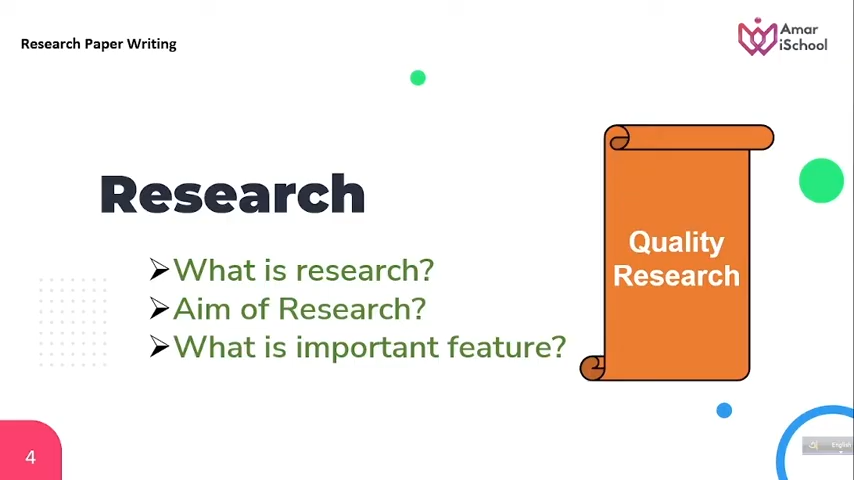 Research Paper Writing
Amar
iSchool
Research
What is research?
Aim of Research?
What is important feature?
Quality
Research
4
English